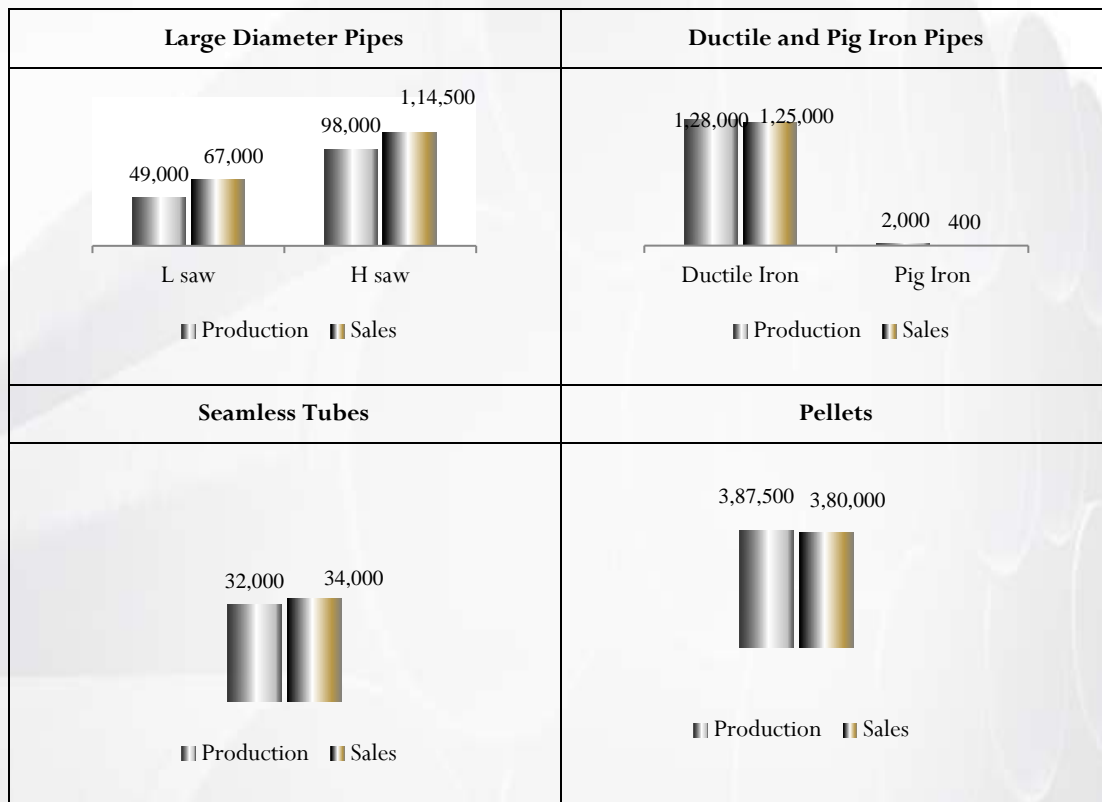 Large Diameter Pipes
49,000
67,000
98,000
1,14,500
L saw
H saw
Production
Sales
Ductile and Pig Iron Pipes
1,28,000
1,25,000
2,000
400
Ductile Iron
Pig Iron
Production
Sales
Seamless Tubes
32,000
34,000
Production
Sales
Pellets
3,87,500
3,80,000
Production
Sales